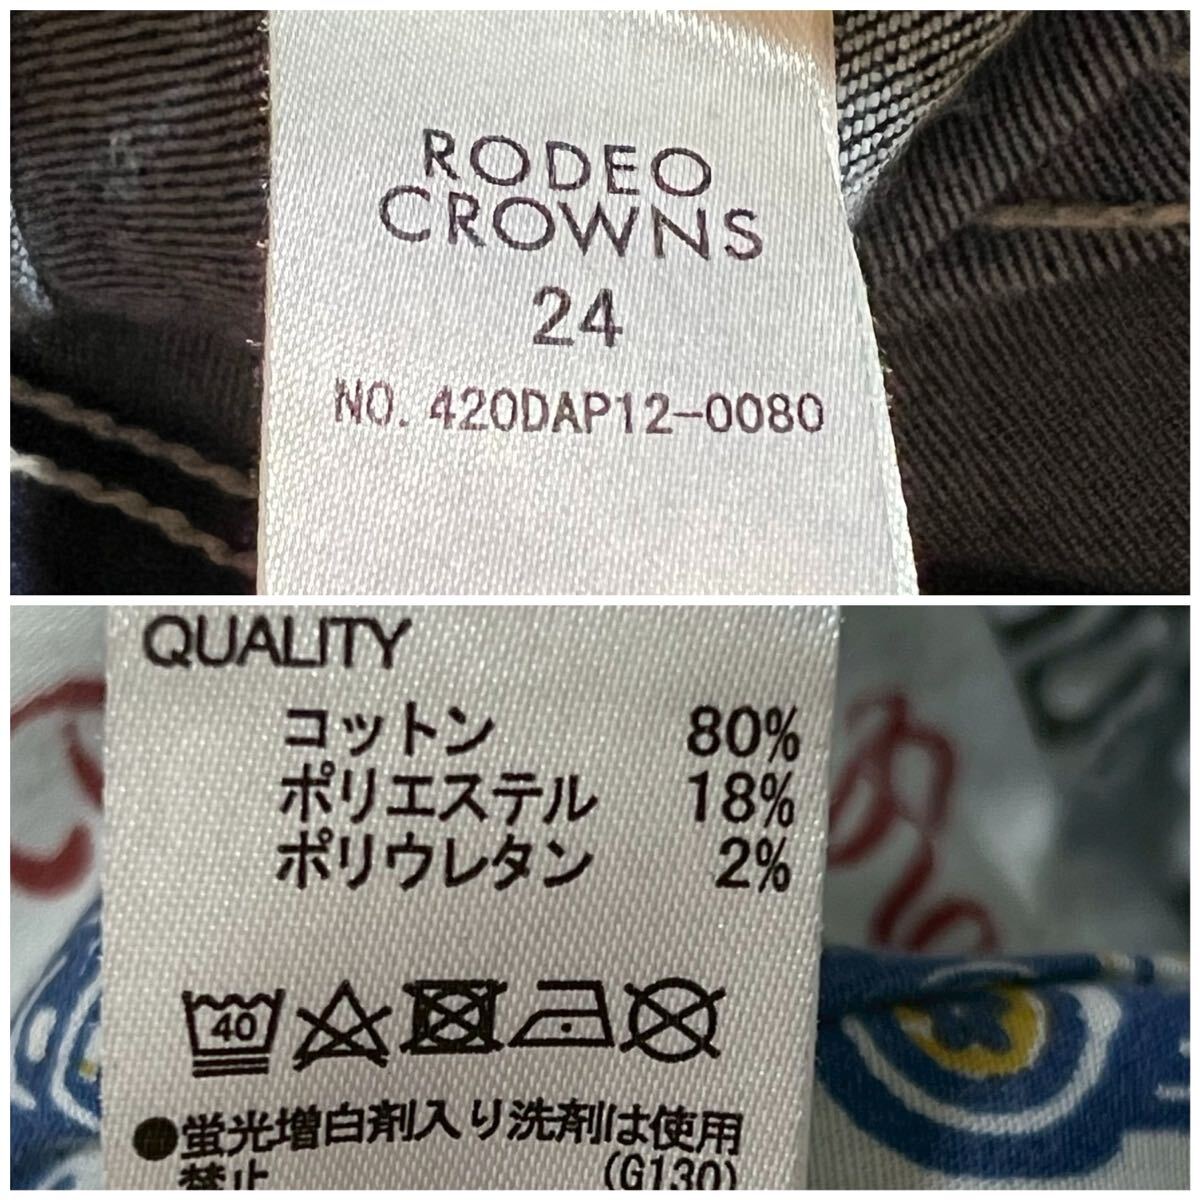 RODEO
CROWNS
24
NO. 420DAP12-0080
QUALITY
コットン 80%
ポリエステル 18%
ポリウレタン 2%
40
●蛍光増白剤入り洗剤は使用
禁止 (G130)